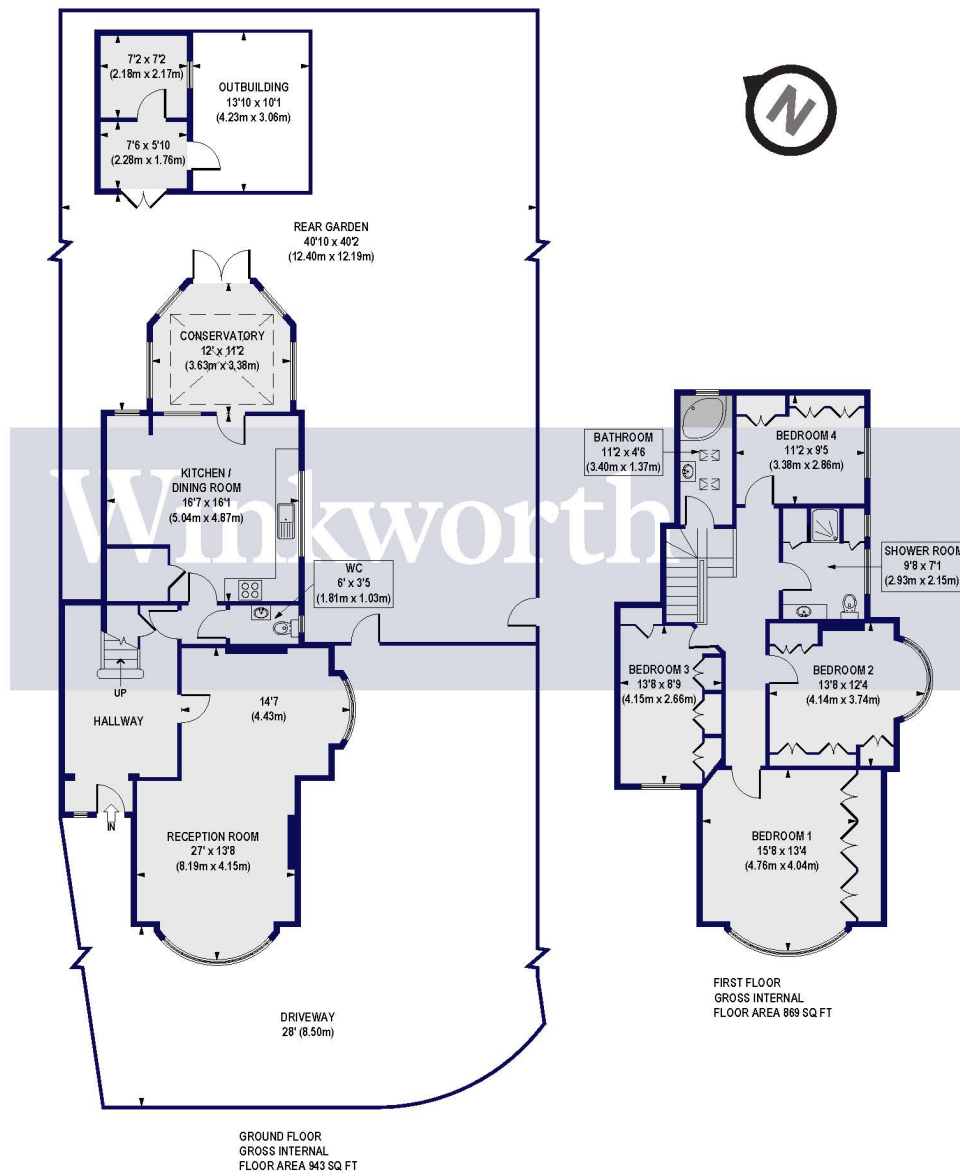 7'2 x 7'2
(2.18m x 2.17m)
OUTBUILDING
13'10 x 10'1
(4.23m x 3.06m)
7'6 x 5'10
(2.28m x 1.76m)
N
REAR GARDEN
40'10 x 40'2
(12.40m x 12.19m)
CONSERVATORY
12' x 11'2
(3.63m x 3.38m)
KITCHEN /
DINING ROOM
16'7 x 16'1
(5.04m x 4.87m)
Winkworth
WC
6' x 3'5
(1.81m x 1.03m)
UP
HALLWAY
14'7
(4.43m)
IN
RECEPTION ROOM
27' x 13'8
(8.19m x 4.15m)
DRIVEWAY
28' (8.50m)
GROUND FLOOR
GROSS INTERNAL
FLOOR AREA 943 SQ FT
BATHROOM
11'2 x 4'6
(3.40m x 1.37m)
BEDROOM 4
11'2 x 9'5
(3.38m x 2.86m)
SHOWER ROOM
9'8 x 7'1
(2.93m x 2.15m)
BEDROOM 3
13'8 x 8'9
(4.15m x 2.66m)
BEDROOM 2
13'8 x 12'4
(4.14m x 3.74m)
BEDROOM 1
15'8 x 13'4
(4.76m x 4.04m)
FIRST FLOOR
GROSS INTERNAL
FLOOR AREA 869 SQ FT